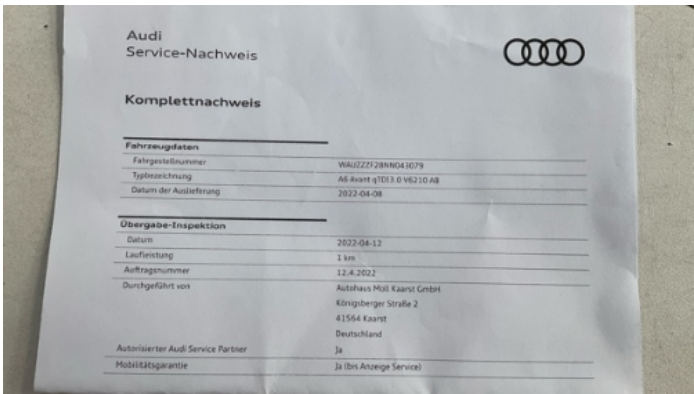 Audi
Service-Nachweis
Komplettnachweis
Fahrzeugdaten
Fahrgestellnummer WAUZZZF28NN043079
Typbezeichnung A6 Avant qTDI3.0 V6210 A8
Datum der Auslieferung 2022-04-08
Übergabe-Inspektion
Datum 2022-04-12
Laufleistung 1 km
Auftragsnummer 12.4.2022
Durchgeführt von Autohaus Moll Kaarst GmbH
Königsberger Straße 2
41564 Kaarst
Deutschland
Autorisierter Audi Service Partner Ja
Mobilitätsgarantie Ja (bis Anzeige Service)